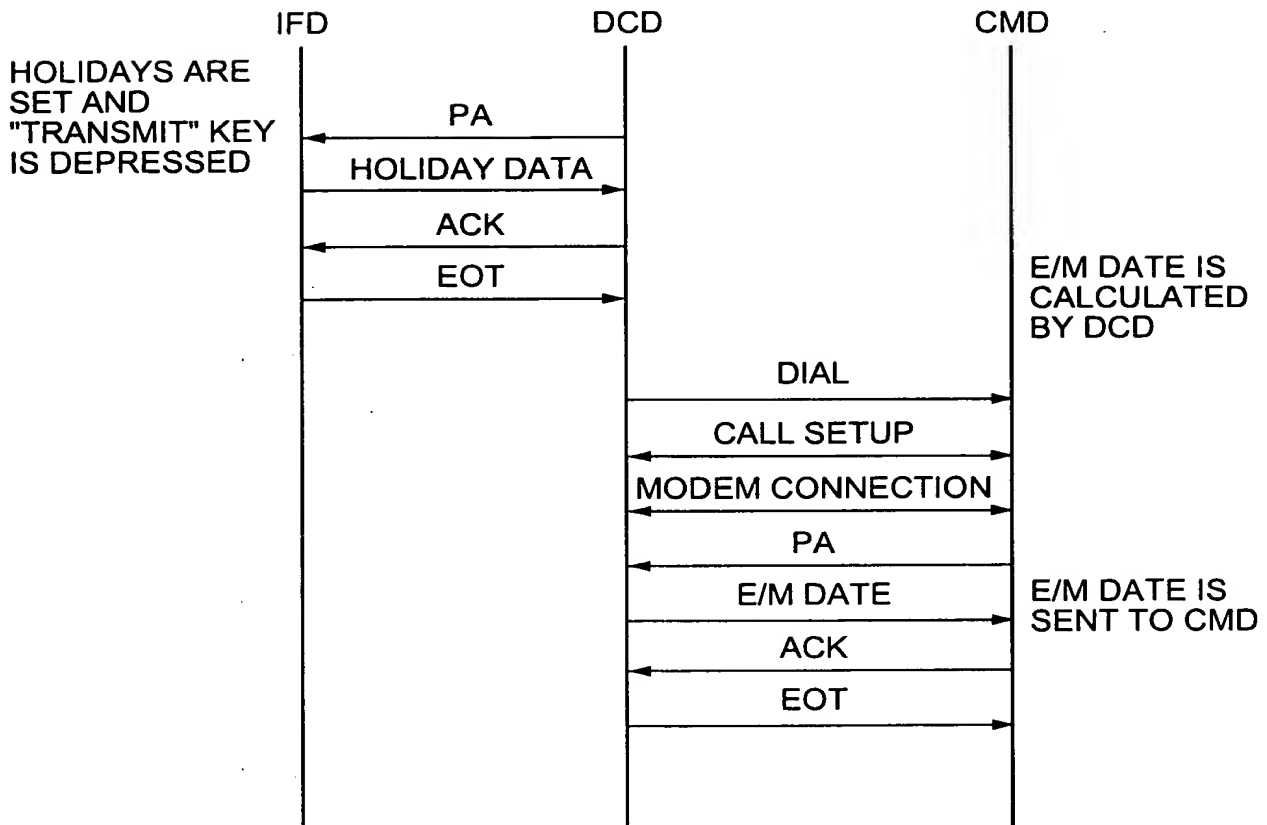 IFD
DCD
CMD
HOLIDAYS ARE
SET AND
"TRANSMIT" KEY
IS DEPRESSED
PA
HOLIDAY DATA
ACK
EOT
E/M DATE IS
CALCULATED
BY DCD
DIAL
CALL SETUP
MODEM CONNECTION
PA
E/M DATE
E/M DATE IS
SENT TO CMD
ACK
EOT